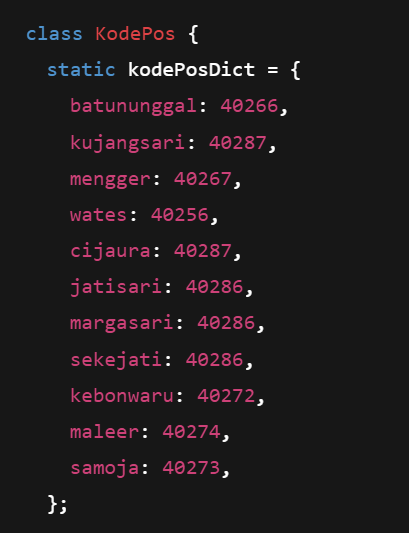 class KodePos {
static kodePosDict = {
batununggal: 40266,
kujangsari: 40287,
mengger: 40267,
wates: 40256,
cijaura: 40287,
jatisari: 40286,
margasari: 40286,
sekejati: 40286,
kebonwaru: 40272,
maleer: 40274,
samoja: 40273,
};